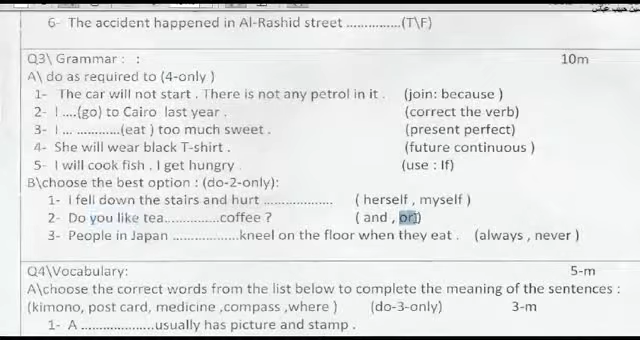 6- The accident happened in Al-Rashid street ..............(T\F)
Q3\ Grammar : : 10m
A\ do as required to (4-only )
1- The car will not start . There is not any petrol in it . (join: because )
2- I ....(go) to Cairo last year . (correct the verb)
3- I ... .............(eat ) too much sweet . (present perfect)
4- She will wear black T-shirt . (future continuous )
5- I will cook fish . I get hungry . (use : If)
B\choose the best option : (do-2-only):
1- I fell down the stairs and hurt .................. ( herself , myself )
2- Do you like tea..............coffee ? ( and , or)
3- People in Japan .................kneel on the floor when they eat . (always , never )
Q4\Vocabulary: 5-m
A\choose the correct words from the list below to complete the meaning of the sentences :
(kimono, post card, medicine ,compass ,where ) (do-3-only) 3-m
1- A ...................usually has picture and stamp .